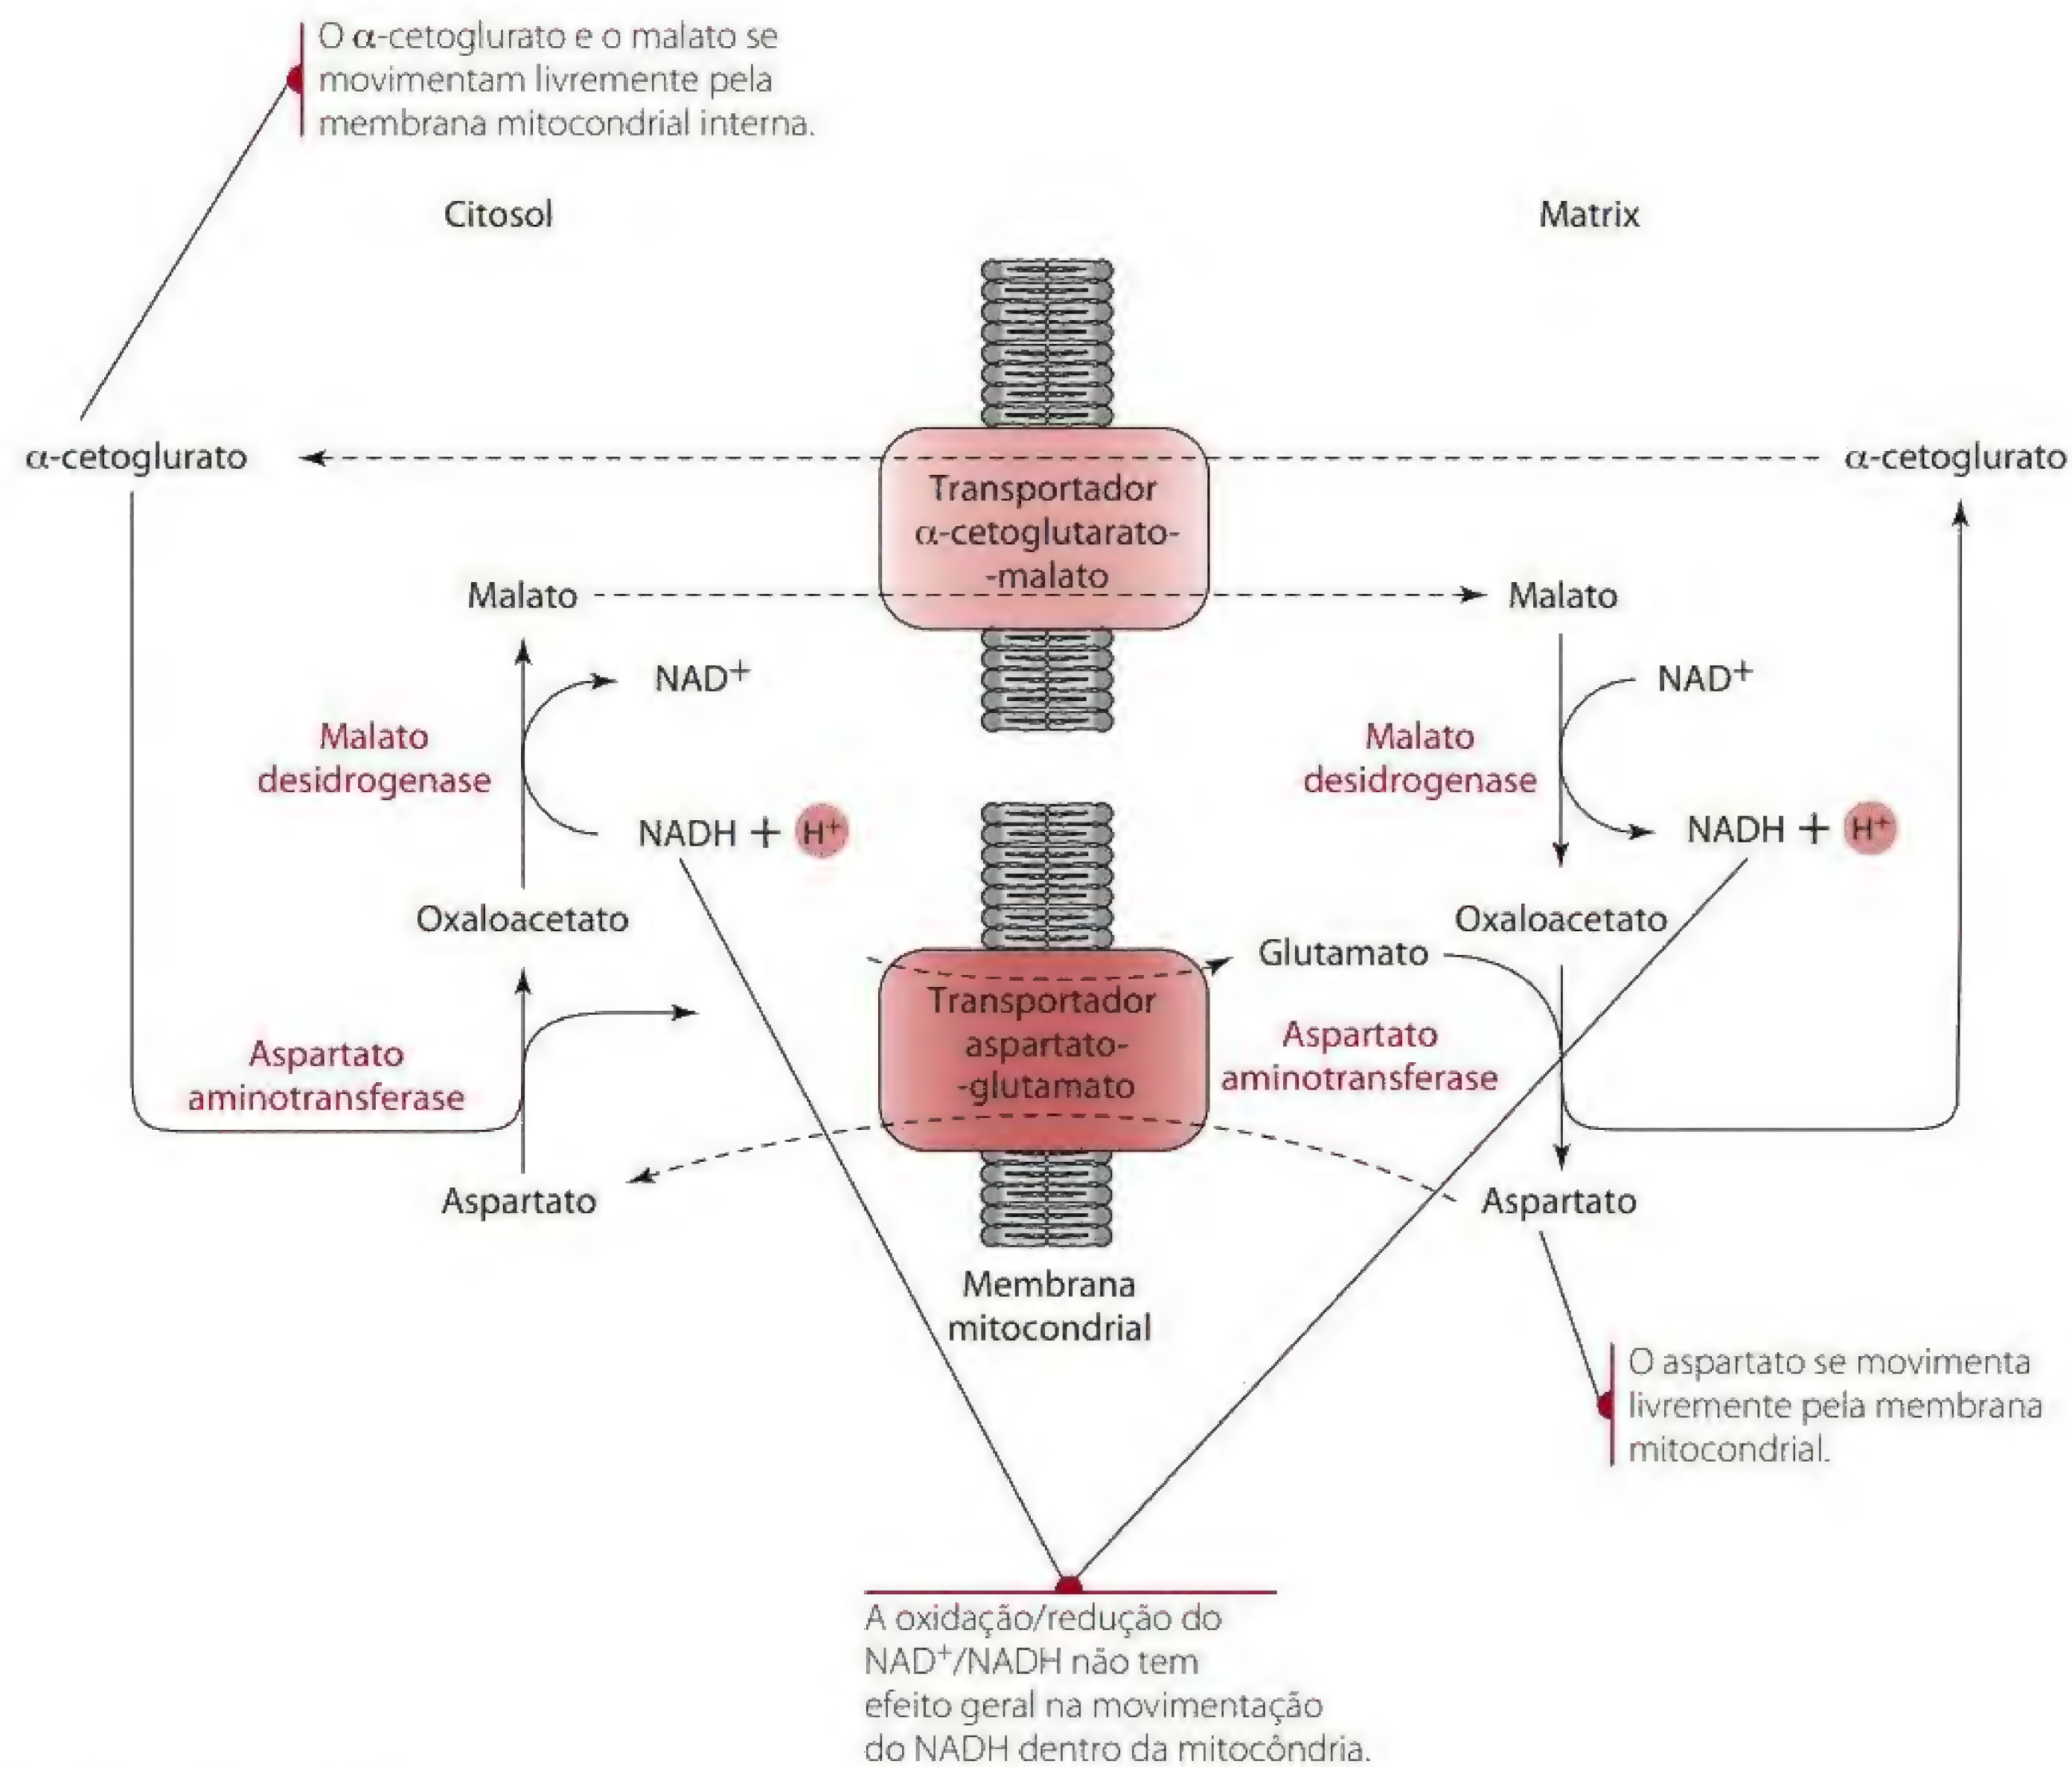 O α-cetoglurato e o malato se
movimentam livremente pela
membrana mitocondrial interna.
Citosol
Matrix
α-cetoglurato
α-cetoglurato
Transportador
α-cetoglutarato-
-malato
Malato
Malato
NAD+
NAD+
Malato
desidrogenase
Malato
desidrogenase
NADH + H+
NADH + H+
Oxaloacetato
Oxaloacetato
Glutamato
Transportador
aspartato-
-glutamato
Aspartato
aminotransferase
Aspartato
aminotransferase
Aspartato
Aspartato
Membrana
mitocondrial
O aspartato se movimenta
livremente pela membrana
mitocondrial.
A oxidação/redução do
NAD+/NADH não tem
efeito geral na movimentação
do NADH dentro da mitocôndria.